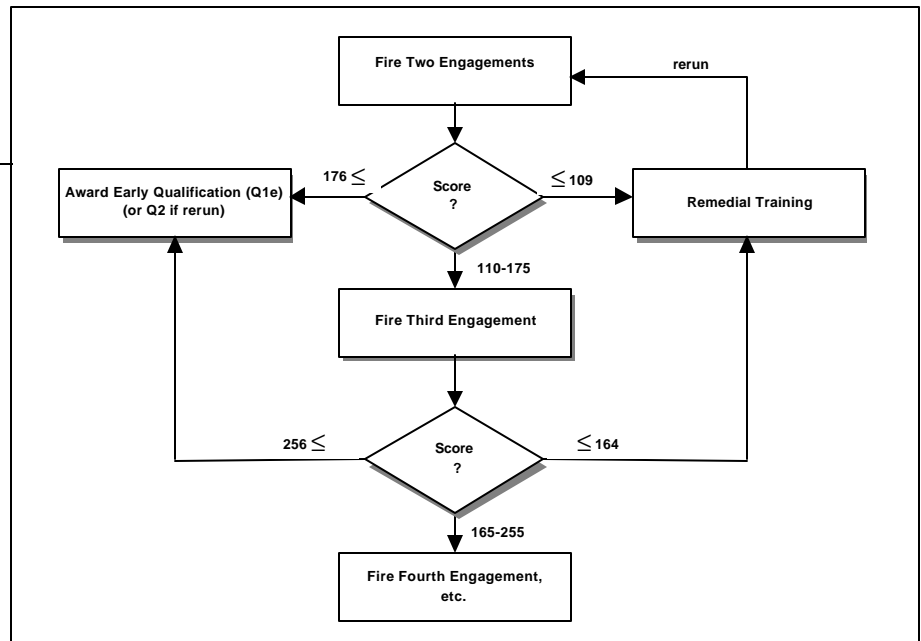 Fire Two Engagements
rerun
176 ≤
Score
?
≤ 109
Award Early Qualification (Q1e)
(or Q2 if rerun)
Remedial Training
110-175
Fire Third Engagement
256 ≤
Score
?
≤ 164
165-255
Fire Fourth Engagement,
etc.